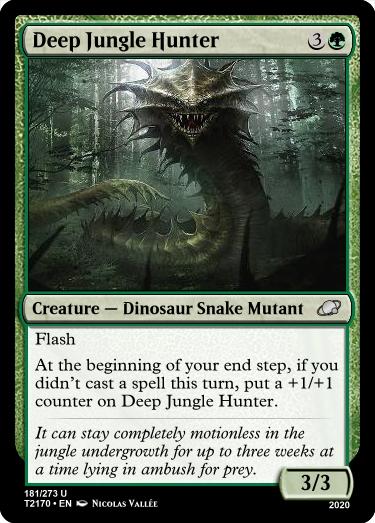 Deep Jungle Hunter 3
Creature — Dinosaur Snake Mutant
Flash
At the beginning of your end step, if you
didn't cast a spell this turn, put a +1/+1
counter on Deep Jungle Hunter.
It can stay completely motionless in the
jungle undergrowth for up to three weeks at
a time lying in ambush for prey.
3/3
181/273 U
T2170 • EN Nicolas Vallée
2020